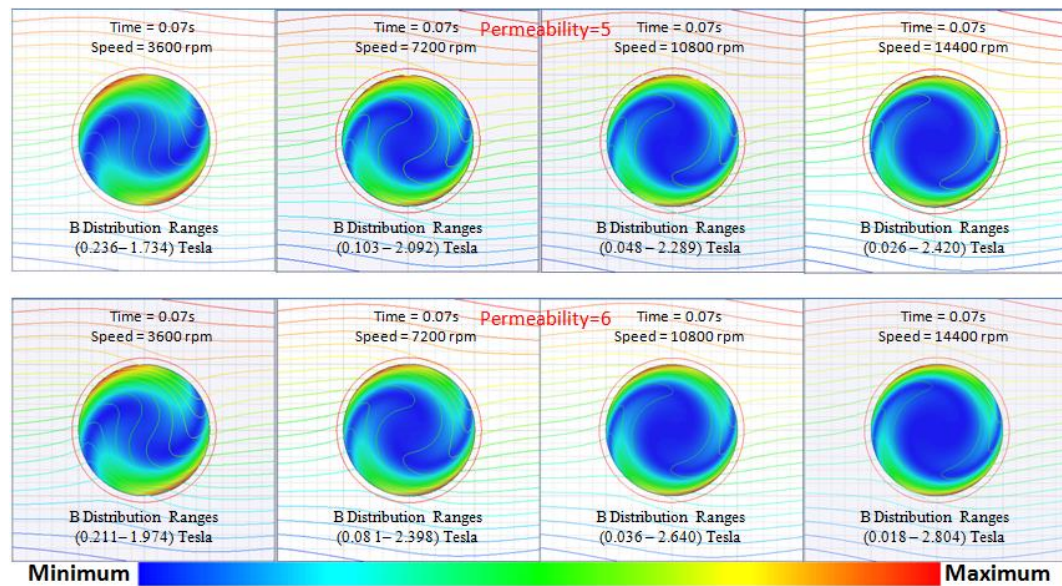 Permeability=5
Time = 0.07s
Speed = 3600 rpm
B Distribution Ranges
(0.236–1.734) Tesla
Time = 0.07s
Speed = 7200 rpm
B Distribution Ranges
(0.103–2.092) Tesla
Time = 0.07s
Speed = 10800 rpm
B Distribution Ranges
(0.048–2.289) Tesla
Time = 0.07s
Speed = 14400 rpm
B Distribution Ranges
(0.026–2.420) Tesla
Permeability=6
Time = 0.07s
Speed = 3600 rpm
B Distribution Ranges
(0.211–1.974) Tesla
Time = 0.07s
Speed = 7200 rpm
B Distribution Ranges
(0.08 1–2.398) Tesla
Time = 0.07s
Speed = 10800 rpm
B Distribution Ranges
(0.036–2.640) Tesla
Time = 0.07s
Speed = 14400 rpm
B Distribution Ranges
(0.018–2.804) Tesla
Minimum
Maximum